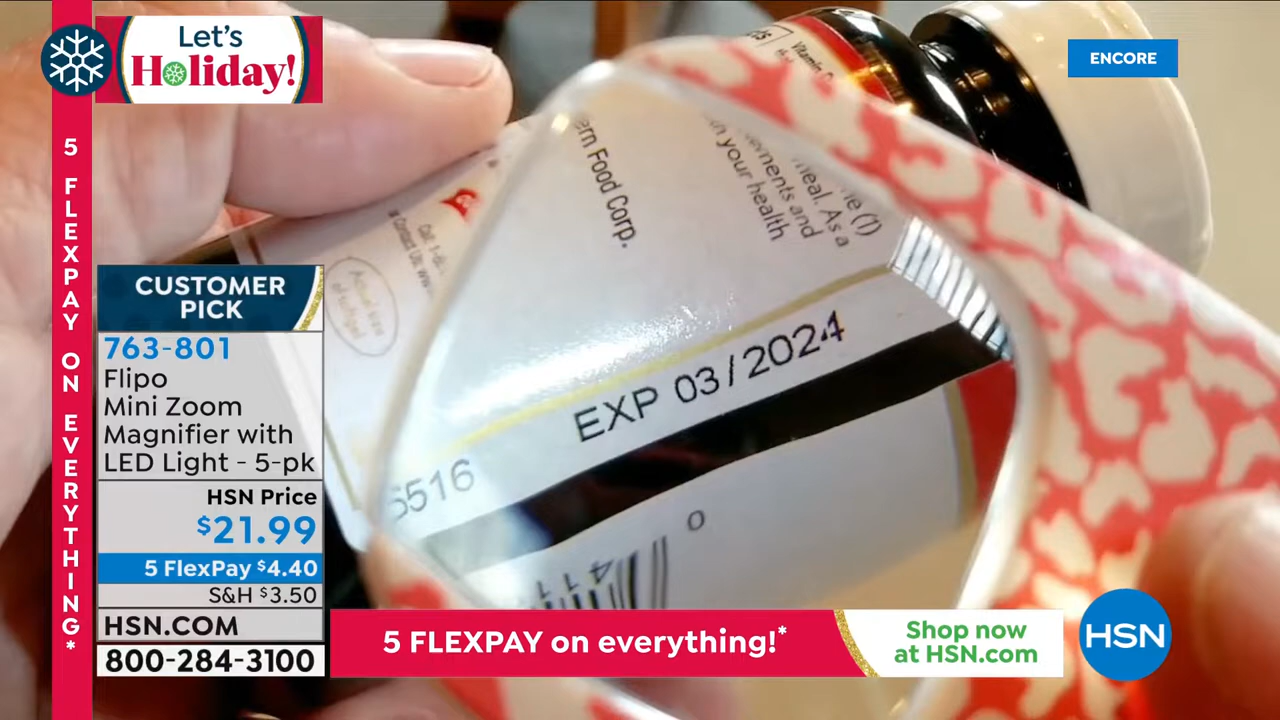 Let's
Holiday!
ENCORE
5 FLEXPAY ON EVERYTHING*
CUSTOMER
PICK
763-801
Flipo
Mini Zoom
Magnifier with
LED Light - 5-pk
HSN Price
$21.99
5 FlexPay $4.40
S&H $3.50
HSN.COM
800-284-3100
Vitamin
ern Food Corp.
(1)
meal. As a
ements and
your health
EXP 03/2024
5516
5 FLEXPAY on everything!*
Shop now
at HSN.com
HSN